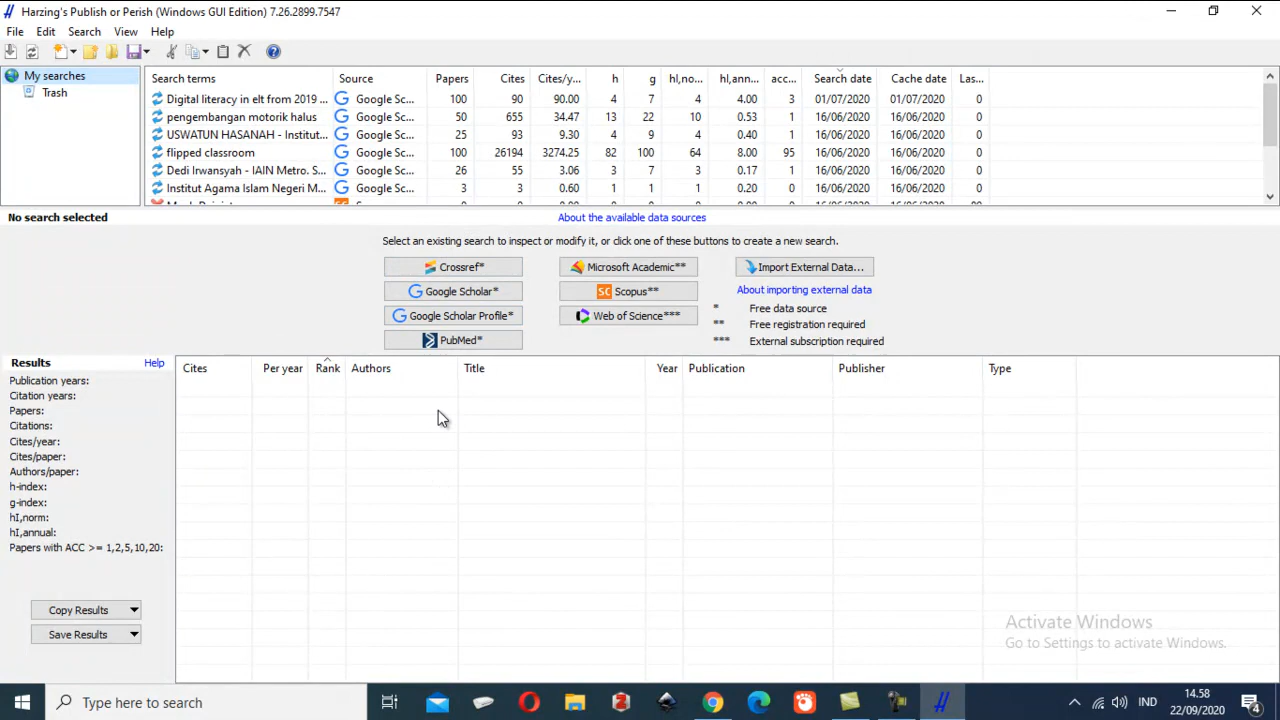 Harzing's Publish or Perish (Windows GUI Edition) 7.26.2899.7547
File Edit Search View Help
My searches
Trash
Search terms Source Papers Cites Cites/y... h g hI,no... hI,ann... acc... Search date Cache date Las...
Digital literacy in elt from 2019 ... Google Sc... 100 90 90.00 4 7 4 4.00 3 01/07/2020 01/07/2020 0
pengembangan motorik halus Google Sc... 50 655 34.47 13 22 10 0.53 1 16/06/2020 16/06/2020 0
USWATUN HASANAH - Institut... Google Sc... 25 93 9.30 4 9 4 0.40 1 16/06/2020 16/06/2020 0
flipped classroom Google Sc... 100 26194 3274.25 82 100 64 8.00 95 16/06/2020 16/06/2020 0
Dedi Irwansyah - IAIN Metro. S... Google Sc... 26 55 3.06 3 7 3 0.17 1 16/06/2020 16/06/2020 0
Institut Agama Islam Negeri M... Google Sc... 3 3 0.60 1 1 1 0.20 0 16/06/2020 16/06/2020 0
No search selected
About the available data sources
Select an existing search to inspect or modify it, or click one of these buttons to create a new search.
Crossref* Microsoft Academic** Import External Data...
Google Scholar* SC Scopus** About importing external data
Google Scholar Profile* Web of Science*** * Free data source
PubMed* ** Free registration required
*** External subscription required
Results Help
Publication years:
Citation years:
Papers:
Citations:
Cites/year:
Cites/paper:
Authors/paper:
h-index:
g-index:
hI,norm:
hI,annual:
Papers with ACC >= 1,2,5,10,20:
Copy Results
Save Results
Cites Per year Rank Authors Title Year Publication Publisher Type
Activate Windows
Go to Settings to activate Windows.
Type here to search
IND
14.58
22/09/2020
4